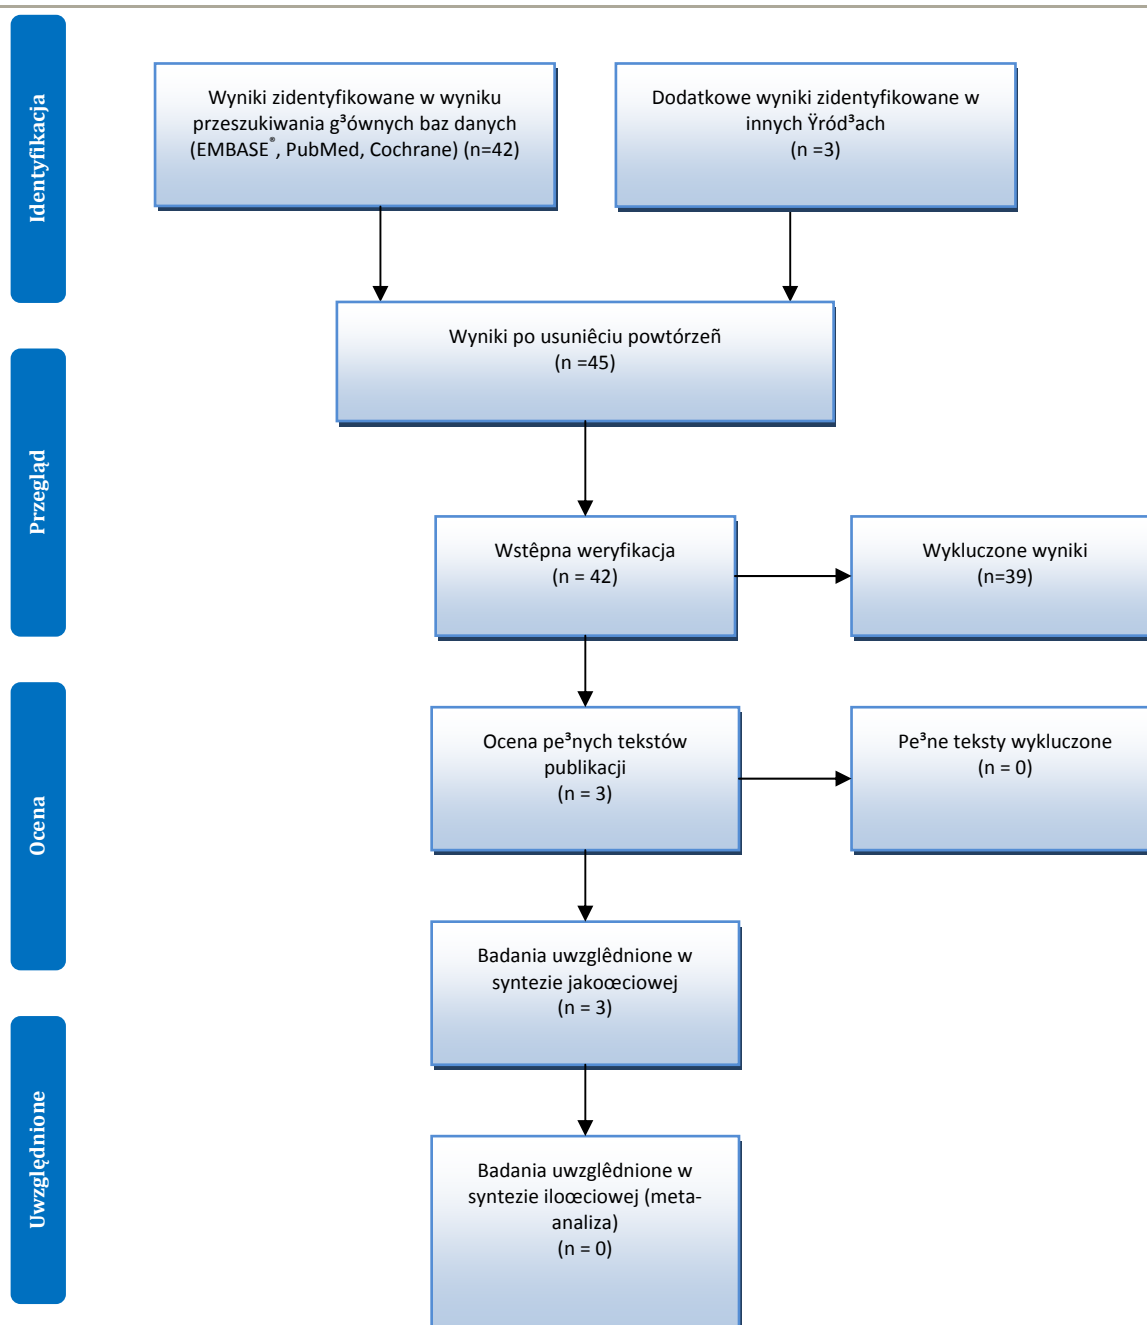 Identyfikacja
Wyniki zidentyfikowane w wyniku
przeszukiwania g³ównych baz danych
(EMBASE®, PubMed, Cochrane) (n=42)
Dodatkowe wyniki zidentyfikowane w
innych Ÿród³ach
(n =3)
Wyniki po usuniêciu powtórzeñ
(n =45)
Przegląd
Wstêpna weryfikacja
(n = 42)
Wykluczone wyniki
(n=39)
Ocena pe³nych tekstów
publikacji
(n = 3)
Pe³ne teksty wykluczone
(n = 0)
Ocena
Badania uwzglêdnione w
syntezie jakoœciowej
(n = 3)
Uwzględnione
Badania uwzglêdnione w
syntezie iloœciowej (meta-
analiza)
(n = 0)